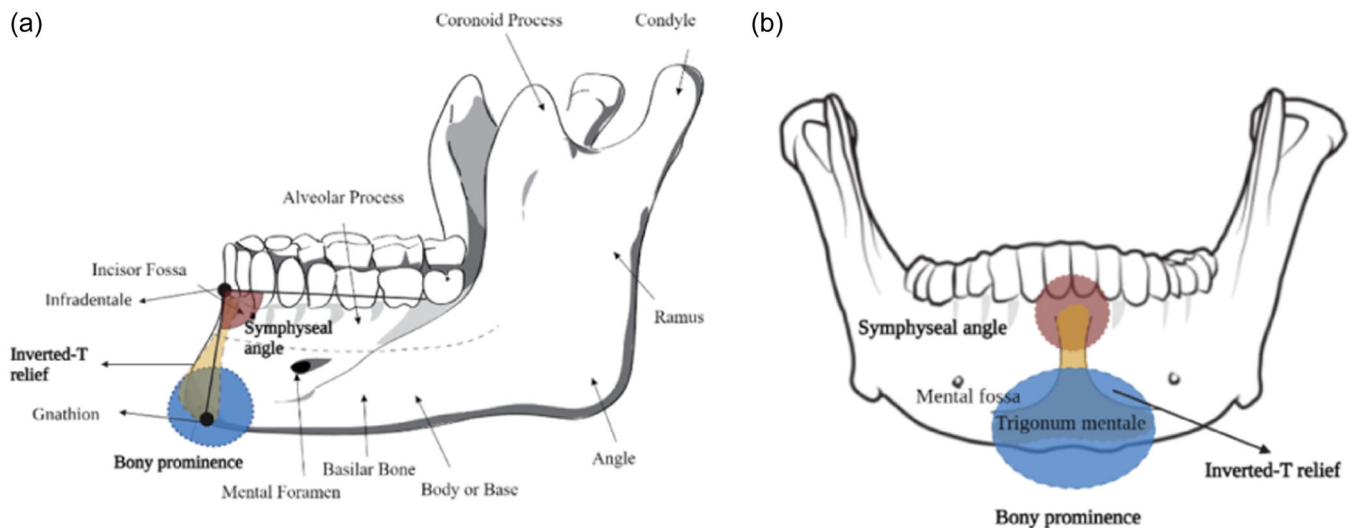 (a)
Coronoid Process
Condyle
Alveolar Process
Incisor Fossa
Infradentale
Symphyseal
angle
Ramus
Inverted-T
relief
Gnathion
Bony prominence
Mental Foramen
Basilar Bone
Body or Base
Angle
(b)
Symphyseal angle
Mental fossa
Trigonum mentale
Inverted-T relief
Bony prominence